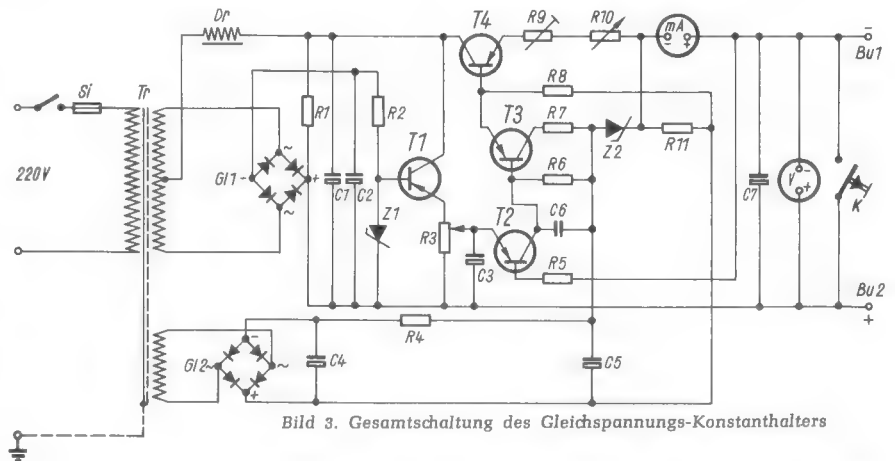 Dr
T4
R9
R10
mA
- +
-
Bu1
Si
Tr
R8
R1
R2
T3
R7
Z2
R11
220V
T1
Gl1
-
~
+
~
C1
C2
R6
C7
V
- +
K
Z1
R3
T2
C6
C3
R5
Bu2
+
R4
Gl2
-
~
~
+
C4
C5
Bild 3. Gesamtschaltung des Gleichspannungs-Konstanthalters